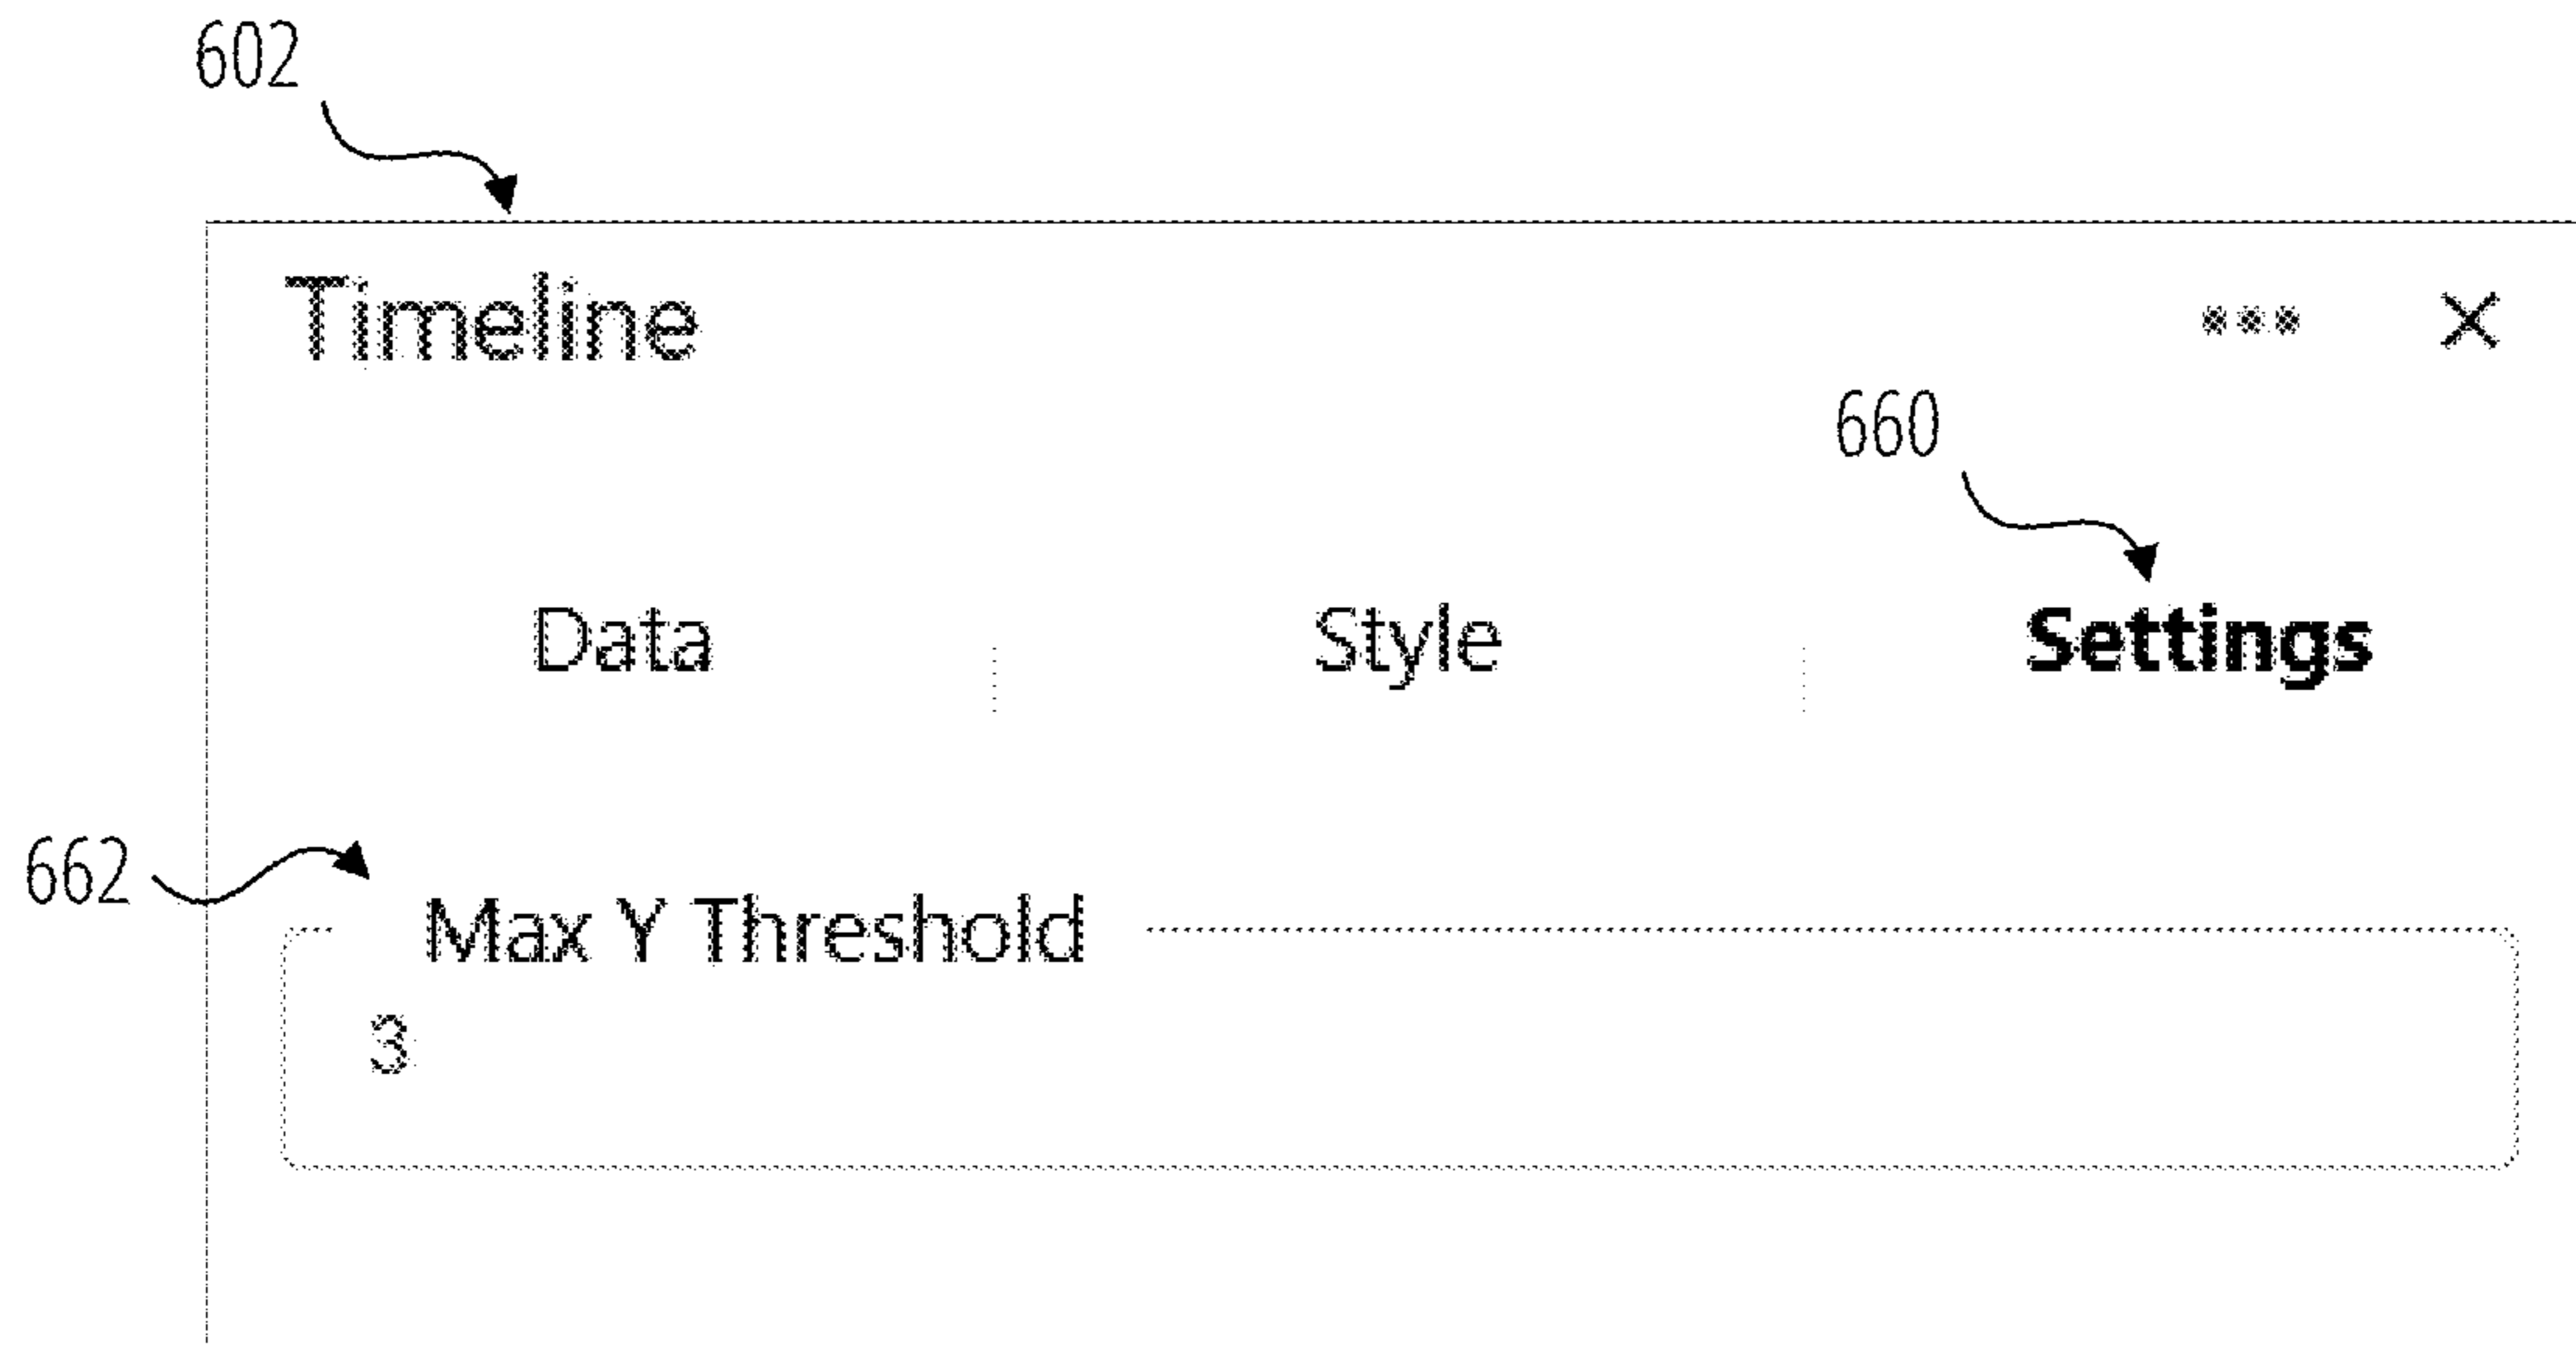 602
Timeline
660
Data Style Settings
662
Max Y Threshold
3